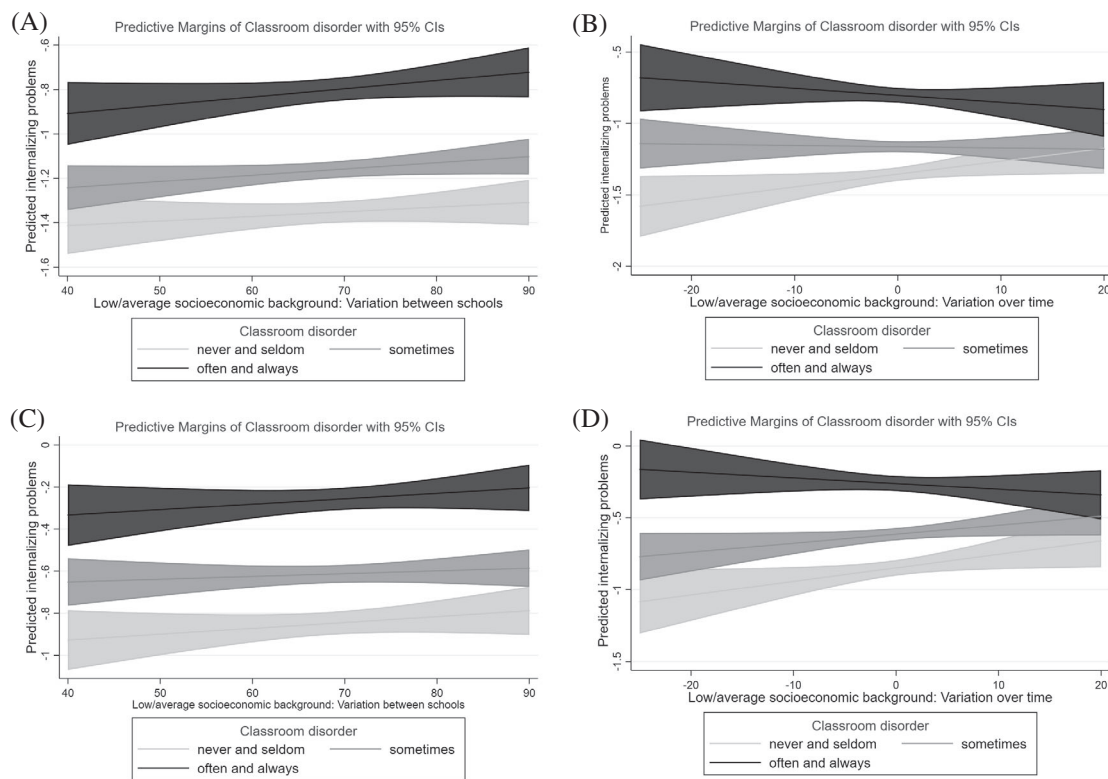 (A)
Predictive Margins of Classroom disorder with 95% CIs
Predicted internalizing problems
-.6
-.8
-1
-1.2
-1.4
-1.6
40 50 60 70 80 90
Low/average socioeconomic background: Variation between schools
Classroom disorder
never and seldom sometimes
often and always
(B)
Predictive Margins of Classroom disorder with 95% CIs
Predicted internalizing problems
-.5
-1
-1.5
-2
-20 -10 0 10 20
Low/average socioeconomic background: Variation over time
Classroom disorder
never and seldom sometimes
often and always
(C)
Predictive Margins of Classroom disorder with 95% CIs
Predicted internalizing problems
0
-.2
-.4
-.6
-.8
-1
40 50 60 70 80 90
Low/average socioeconomic background: Variation between schools
Classroom disorder
never and seldom sometimes
often and always
(D)
Predictive Margins of Classroom disorder with 95% CIs
Predicted internalizing problems
0
-.5
-1
-1.5
-20 -10 0 10 20
Low/average socioeconomic background: Variation over time
Classroom disorder
never and seldom sometimes
often and always